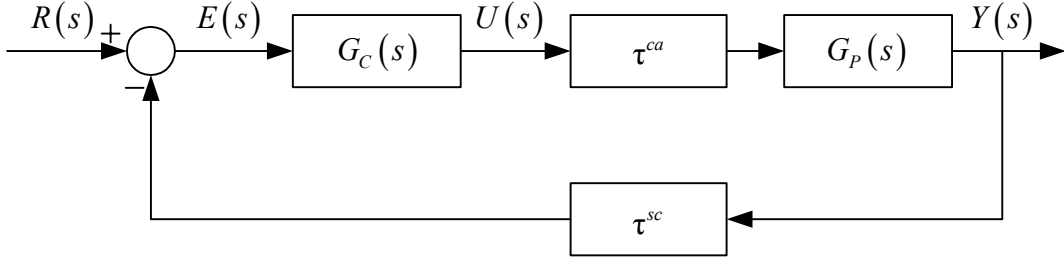 R(s) + E(s) G_C(s) U(s) τ^{ca} G_P(s) Y(s)
−
τ^{sc}